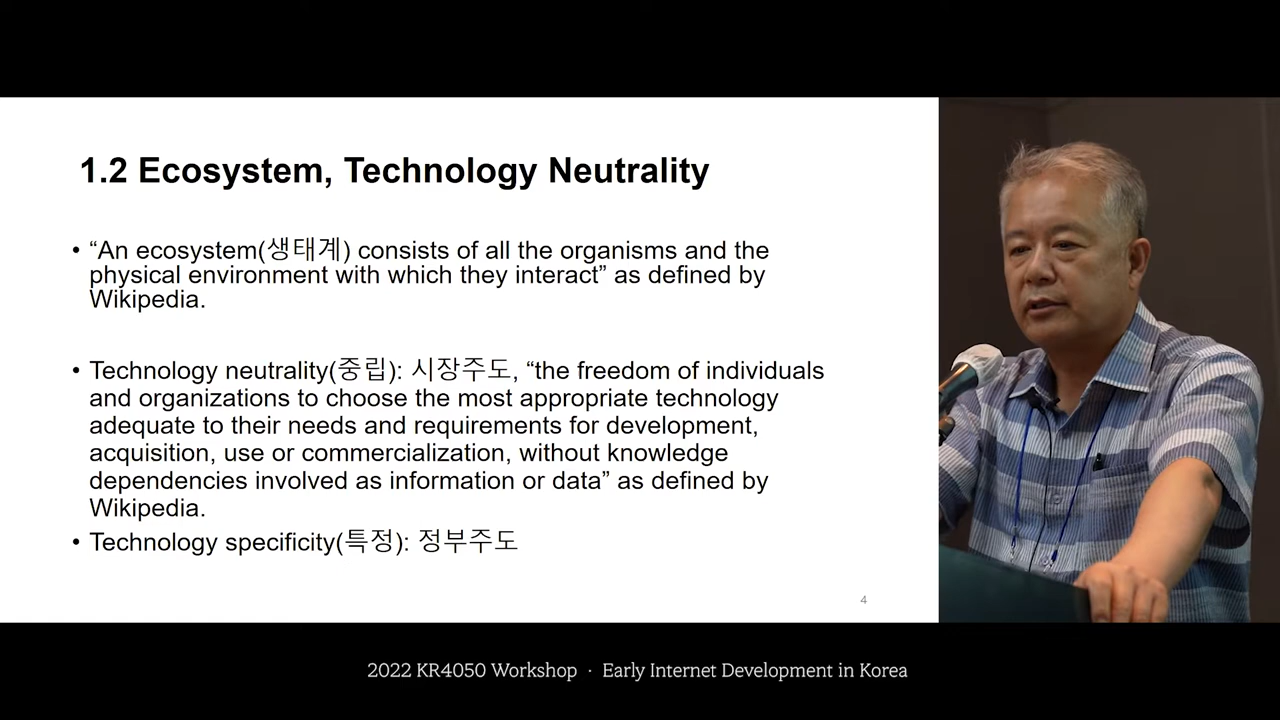 1.2 Ecosystem, Technology Neutrality
• “An ecosystem(생태계) consists of all the organisms and the
physical environment with which they interact” as defined by
Wikipedia.
• Technology neutrality(중립): 시장주도, “the freedom of individuals
and organizations to choose the most appropriate technology
adequate to their needs and requirements for development,
acquisition, use or commercialization, without knowledge
dependencies involved as information or data” as defined by
Wikipedia.
• Technology specificity(특정): 정부주도
4
2022 KR4050 Workshop · Early Internet Development in Korea